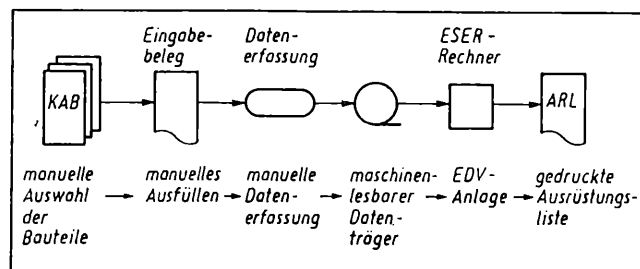 Eingabe-
beleg
Daten-
erfassung
ESER-
Rechner
KAB
ARL
manuelle
Auswahl
der
Bauteile
manuelles
Ausfüllen
manuelle
Daten-
erfassung
maschinen-
lesbarer
Daten-
träger
EDV-
Anlage
gedruckte
Ausrüstungs-
liste